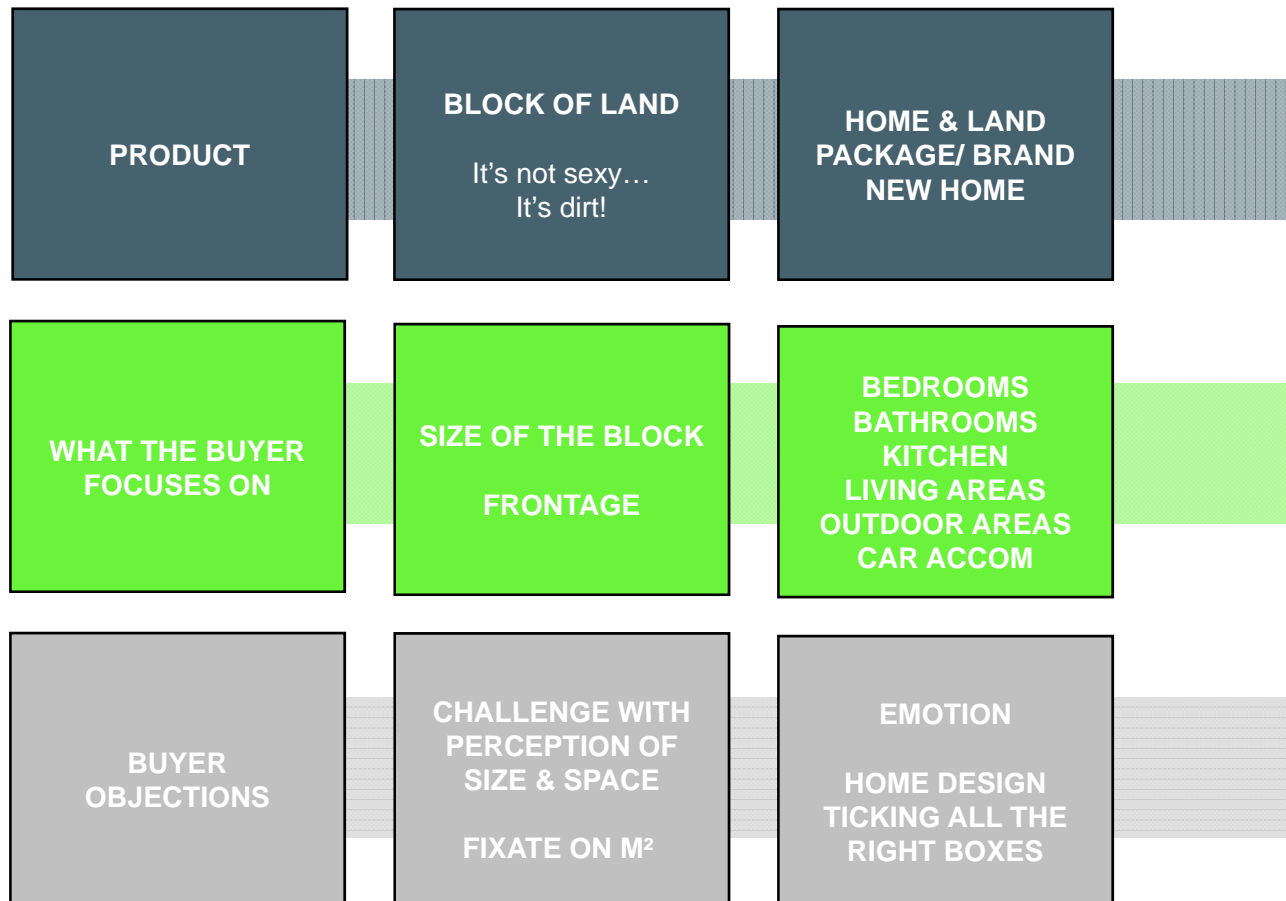 PRODUCT
BLOCK OF LAND
It's not sexy…
It's dirt!
HOME & LAND
PACKAGE/ BRAND
NEW HOME
WHAT THE BUYER
FOCUSES ON
SIZE OF THE BLOCK
FRONTAGE
BEDROOMS
BATHROOMS
KITCHEN
LIVING AREAS
OUTDOOR AREAS
CAR ACCOM
BUYER
OBJECTIONS
CHALLENGE WITH
PERCEPTION OF
SIZE & SPACE
FIXATE ON M²
EMOTION
HOME DESIGN
TICKING ALL THE
RIGHT BOXES